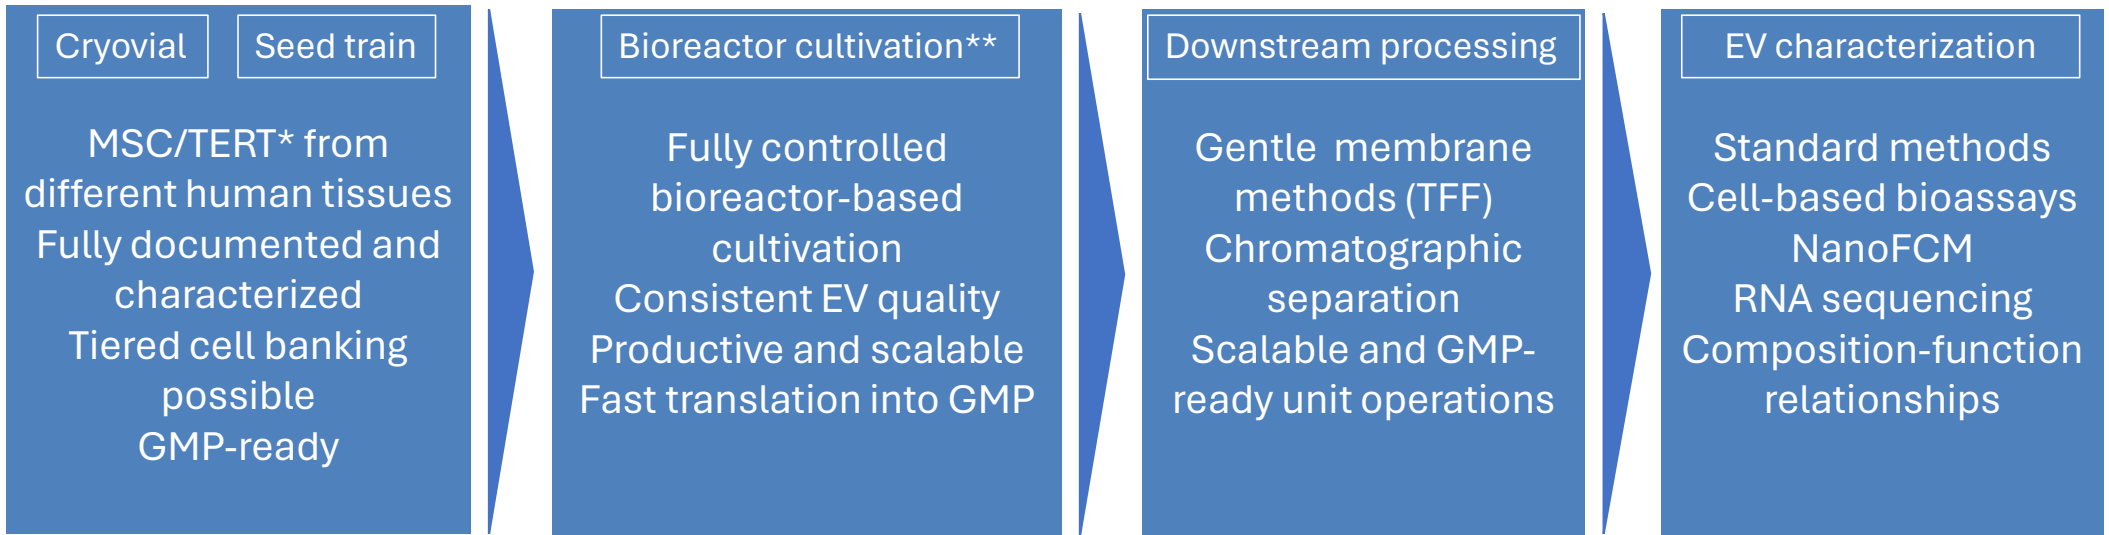 Cryovial
Seed train
MSC/TERT* from
different human tissues
Fully documented and
characterized
Tiered cell banking
possible
GMP-ready
Bioreactor cultivation**
Fully controlled
bioreactor-based
cultivation
Consistent EV quality
Productive and scalable
Fast translation into GMP
Downstream processing
Gentle membrane
methods (TFF)
Chromatographic
separation
Scalable and GMP-
ready unit operations
EV characterization
Standard methods
Cell-based bioassays
NanoFCM
RNA sequencing
Composition-function
relationships